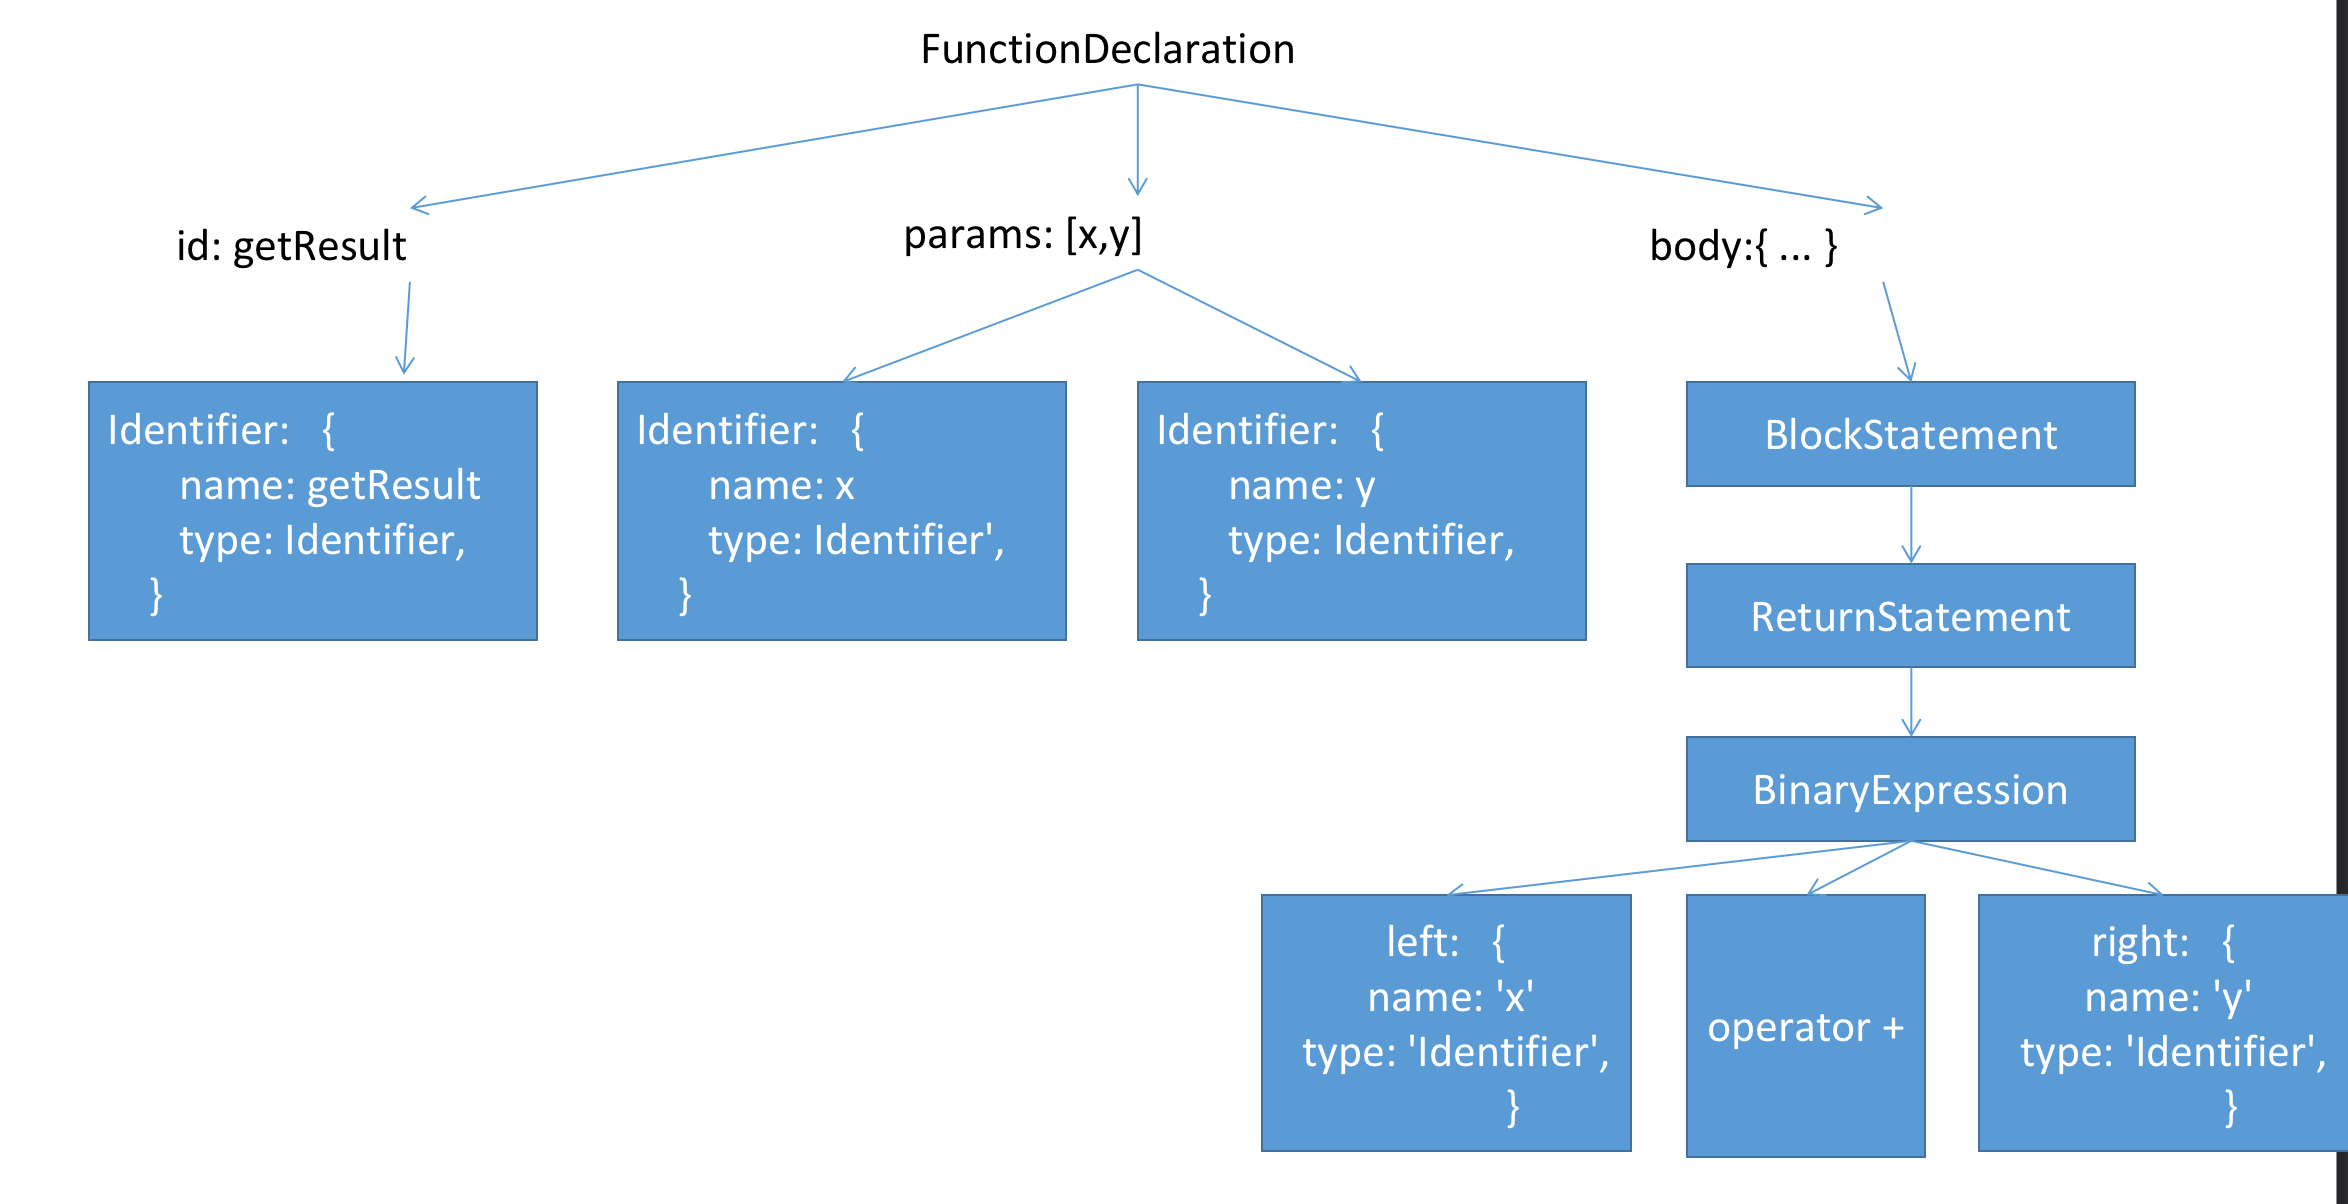 FunctionDeclaration
id: getResult
params: [x,y]
body:{ ... }
Identifier: {
name: getResult
type: Identifier,
}
Identifier: {
name: x
type: Identifier',
}
Identifier: {
name: y
type: Identifier,
}
BlockStatement
ReturnStatement
BinaryExpression
left: {
name: 'x'
type: 'Identifier',
}
operator +
right: {
name: 'y'
type: 'Identifier',
}